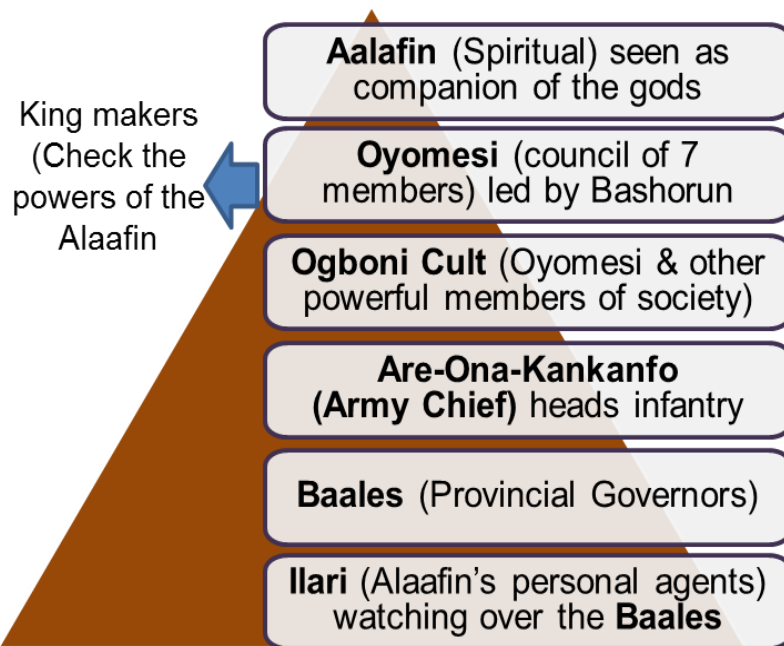 Aalafin (Spiritual) seen as
companion of the gods
King makers
(Check the
powers of the
Alaafin
Oyomesi (council of 7
members) led by Bashorun
Ogboni Cult (Oyomesi & other
powerful members of society)
Are-Ona-Kankanfo
(Army Chief) heads infantry
Baales (Provincial Governors)
Ilari (Alaafin's personal agents)
watching over the Baales